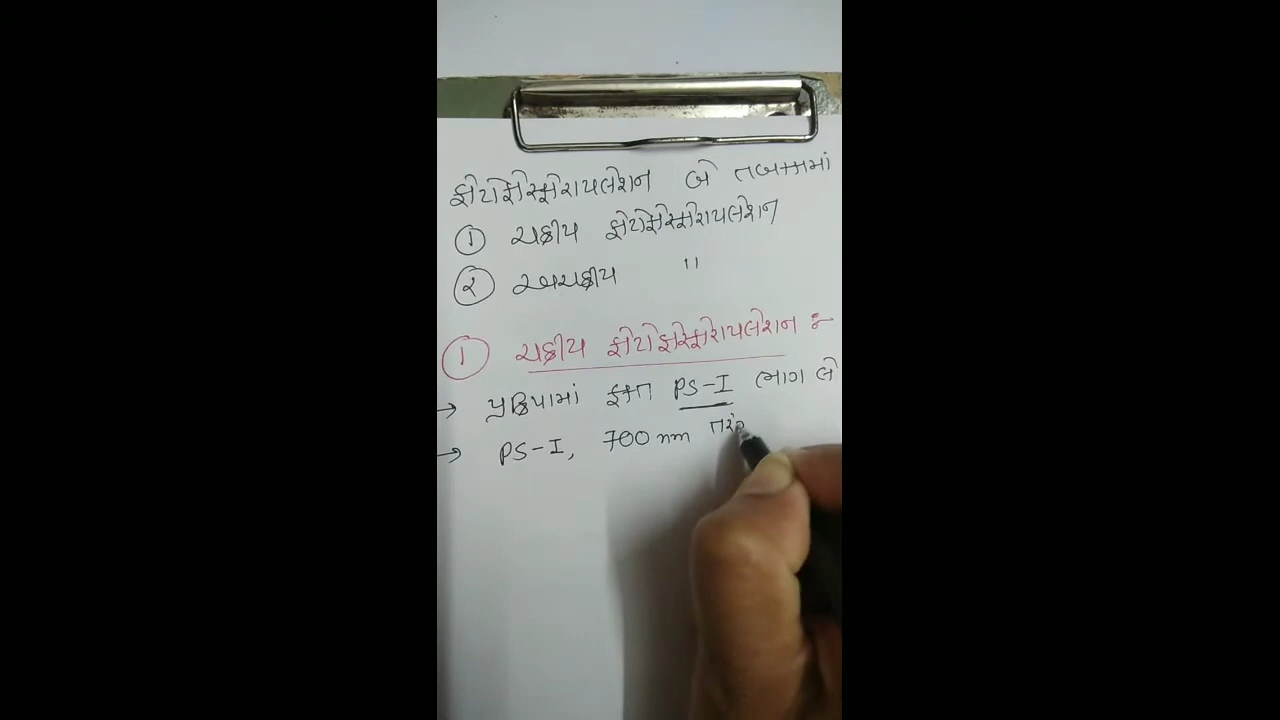 ફોટોફોસ્ફોરાયલેશન બે તબક્કામાં
① ચક્રીય ફોટોફોસ્ફોરાયલેશન
② અચક્રીય "
① ચક્રીય ફોટોફોસ્ફોરાયલેશન :-
→ પ્રક્રિયામાં ફક્ત PS-I ભાગ લે
→ PS-I, 700 nm તરં